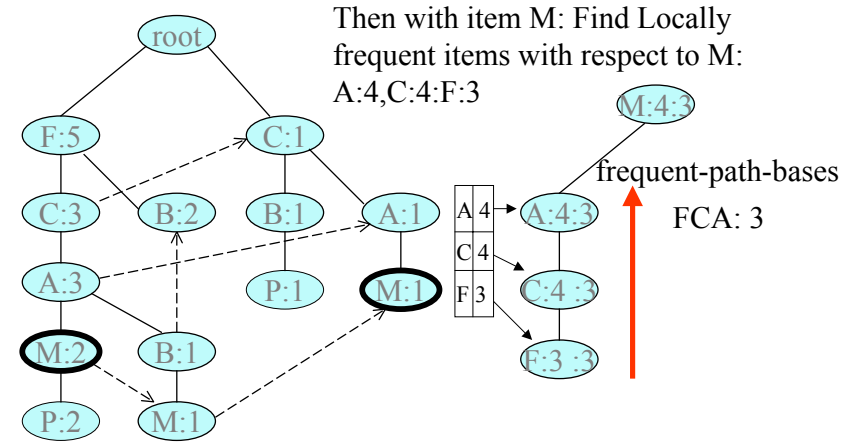 Then with item M: Find Locally
frequent items with respect to M:
A:4,C:4:F:3
root
M:4:3
F:5
C:1
frequent-path-bases
FCA: 3
C:3
B:2
B:1
A:1
A 4
A:4:3
C 4
A:3
P:1
M:1
F 3
C:4 :3
M:2
B:1
F:3 :3
P:2
M:1